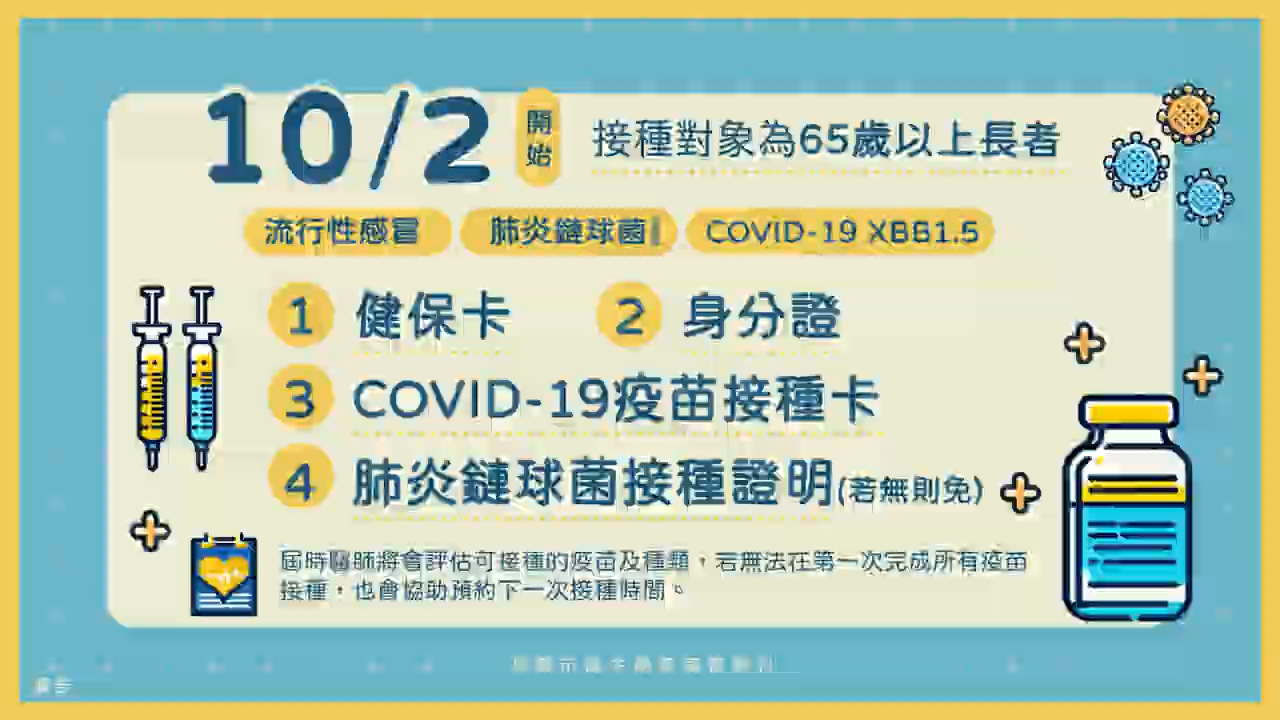 10/2 開始 接種對象為65歲以上長者
流行性感冒 肺炎鏈球菌 COVID-19 XBB1.5
1 健保卡 2 身分證
3 COVID-19疫苗接種卡
4 肺炎鏈球菌接種證明(若無則免)
屆時醫師將會評估可接種的疫苗及種類，若無法在第一次完成所有疫苗
接種，也會協助預約下一次接種時間。
廣告